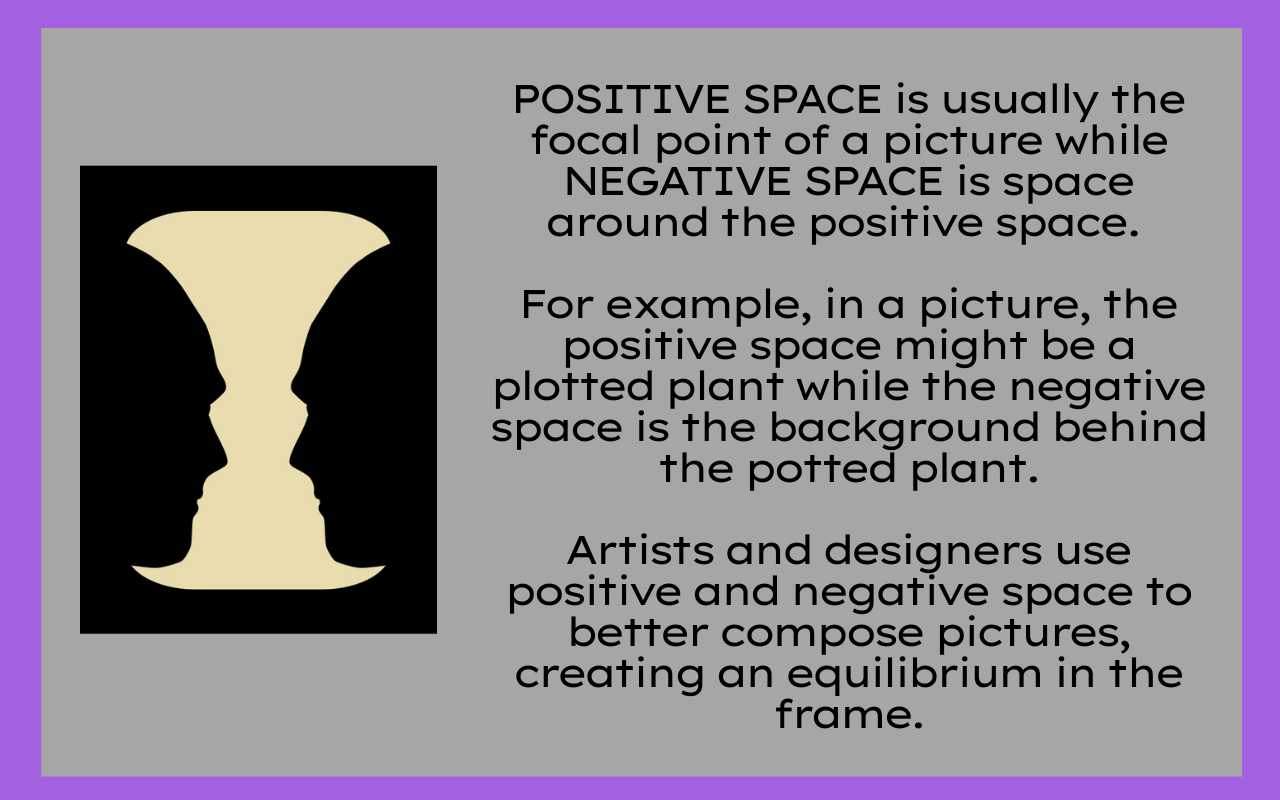 POSITIVE SPACE is usually the
focal point of a picture while
NEGATIVE SPACE is space
around the positive space.
For example, in a picture, the
positive space might be a
plotted plant while the negative
space is the background behind
the potted plant.
Artists and designers use
positive and negative space to
better compose pictures,
creating an equilibrium in the
frame.